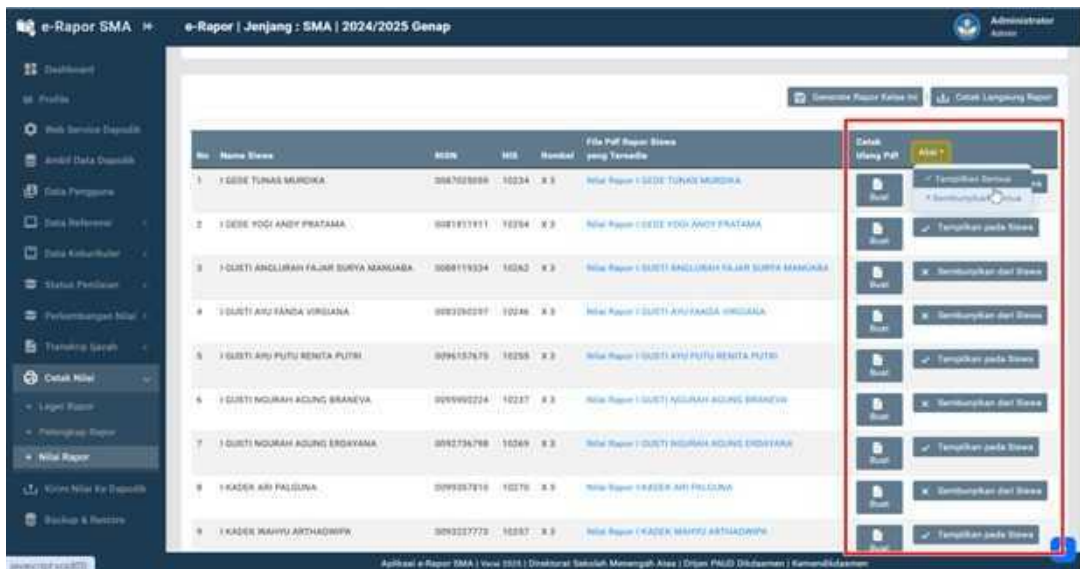 e-Rapor SMA
e-Rapor | Jenjang : SMA | 2024/2025 Genap
Administrator
Admin
Dashboard
Profile
Web Service Dapodik
Ambil Data Dapodik
Data Pengguna
Data Referensi
Data Kokurikuler
Status Penilaian
Perkembangan Nilai
Transkrip Ijazah
Cetak Nilai
Leger Rapor
Pelengkap Rapor
Nilai Rapor
Kirim Nilai Ke Dapodik
Backup & Restore
Generate Rapor Kelas Ini
Cetak Langsung Rapor
No Nama Siswa NISN NIS Rombel File Pdf Rapor Siswa yang Tersedia Cetak Ulang Pdf Aksi
Tampilkan Semua
Sembunyikan Semua
1 I GEDE TUNAS MURDIKA 10234 X 3 Nilai Rapor I GEDE TUNAS MURDIKA Buat
2 I GEDE YOGI ANDY PRATAMA X 3 Nilai Rapor I GEDE YOGI ANDY PRATAMA Buat Tampilkan pada Siswa
3 I GUSTI ANGLURAH FAJAR SURYA MANUABA 0088119334 10242 X 3 Nilai Rapor I GUSTI ANGLURAH FAJAR SURYA MANUABA Buat Sembunyikan dari Siswa
4 I GUSTI AYU FANDA VIRGIANA 10246 X 3 Nilai Rapor I GUSTI AYU FANDA VIRGIANA Buat Sembunyikan dari Siswa
5 I GUSTI AYU PUTU RENITA PUTRI X 3 Nilai Rapor I GUSTI AYU PUTU RENITA PUTRI Buat Tampilkan pada Siswa
6 I GUSTI NGURAH AGUNG BRANEVA 10237 X 3 Nilai Rapor I GUSTI NGURAH AGUNG BRANEVA Buat Sembunyikan dari Siswa
7 I GUSTI NGURAH AGUNG ERDAYANA 0092736798 10269 X 3 Nilai Rapor I GUSTI NGURAH AGUNG ERDAYANA Buat Tampilkan pada Siswa
8 I KADEK ARI PALGUNA 10270 X 3 Nilai Rapor I KADEK ARI PALGUNA Buat Sembunyikan dari Siswa
9 I KADEK WAHYU ARTHADWIPA X 3 Nilai Rapor I KADEK WAHYU ARTHADWIPA Buat Tampilkan pada Siswa
Aplikasi e-Rapor SMA | Versi 2025 | Direktorat Sekolah Menengah Atas | Ditjen PAUD Dikdasmen | Kemendikdasmen